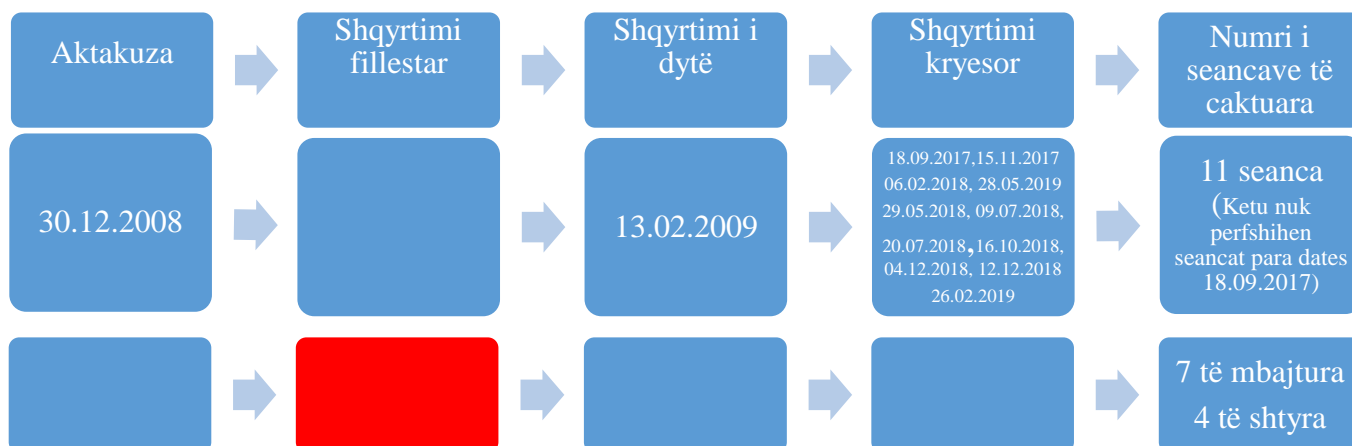 Aktakuza
Shqyrtimi
fillestar
Shqyrtimi i
dytë
Shqyrtimi
kryesor
Numri i
seancave të
caktuara
30.12.2008
13.02.2009
18.09.2017,15.11.2017
06.02.2018, 28.05.2019
29.05.2018, 09.07.2018,
20.07.2018,16.10.2018,
04.12.2018, 12.12.2018
26.02.2019
11 seanca
(Ketu nuk
perfshihen
seancat para dates
18.09.2017)
7 të mbajtura
4 të shtyra